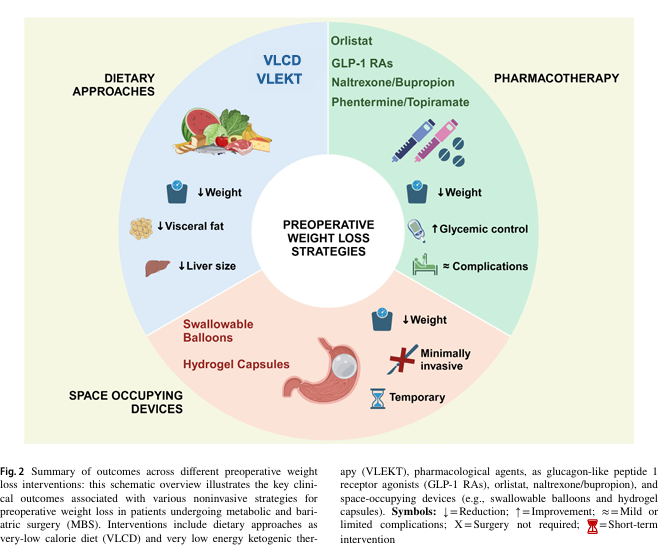 DIETARY
APPROACHES
VLCD
VLEKT
↓Weight
↓Visceral fat
↓Liver size
Orlistat
GLP-1 RAs
Naltrexone/Bupropion
Phentermine/Topiramate
PHARMACOTHERAPY
↓Weight
↑Glycemic control
≈ Complications
PREOPERATIVE
WEIGHT LOSS
STRATEGIES
Swallowable
Balloons
Hydrogel Capsules
SPACE OCCUPYING
DEVICES
↓Weight
Minimally
invasive
Temporary
Fig. 2 Summary of outcomes across different preoperative weight
loss interventions: this schematic overview illustrates the key clini-
cal outcomes associated with various noninvasive strategies for
preoperative weight loss in patients undergoing metabolic and bari-
atric surgery (MBS). Interventions include dietary approaches as
very-low calorie diet (VLCD) and very low energy ketogenic ther-
apy (VLEKT), pharmacological agents, as glucagon-like peptide 1
receptor agonists (GLP-1 RAs), orlistat, naltrexone/bupropion), and
space-occupying devices (e.g., swallowable balloons and hydrogel
capsules). Symbols: ↓=Reduction; ↑=Improvement; ≈=Mild or
limited complications; X=Surgery not required; ⏳=Short-term
intervention